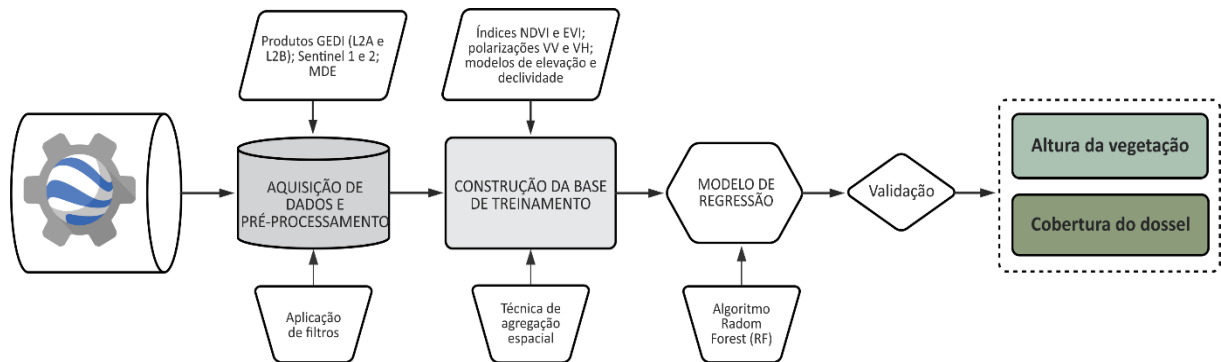 Produtos GEDI (L2A e
L2B); Sentinel 1 e 2;
MDE
Índices NDVI e EVI;
polarizações VV e VH;
modelos de elevação e
declividade
AQUISIÇÃO DE
DADOS E
PRÉ-PROCESSAMENTO
CONSTRUÇÃO DA BASE
DE TREINAMENTO
MODELO DE
REGRESSÃO
Validação
Altura da vegetação
Cobertura do dossel
Aplicação
de filtros
Técnica de
agregação
espacial
Algoritmo
Radom
Forest (RF)